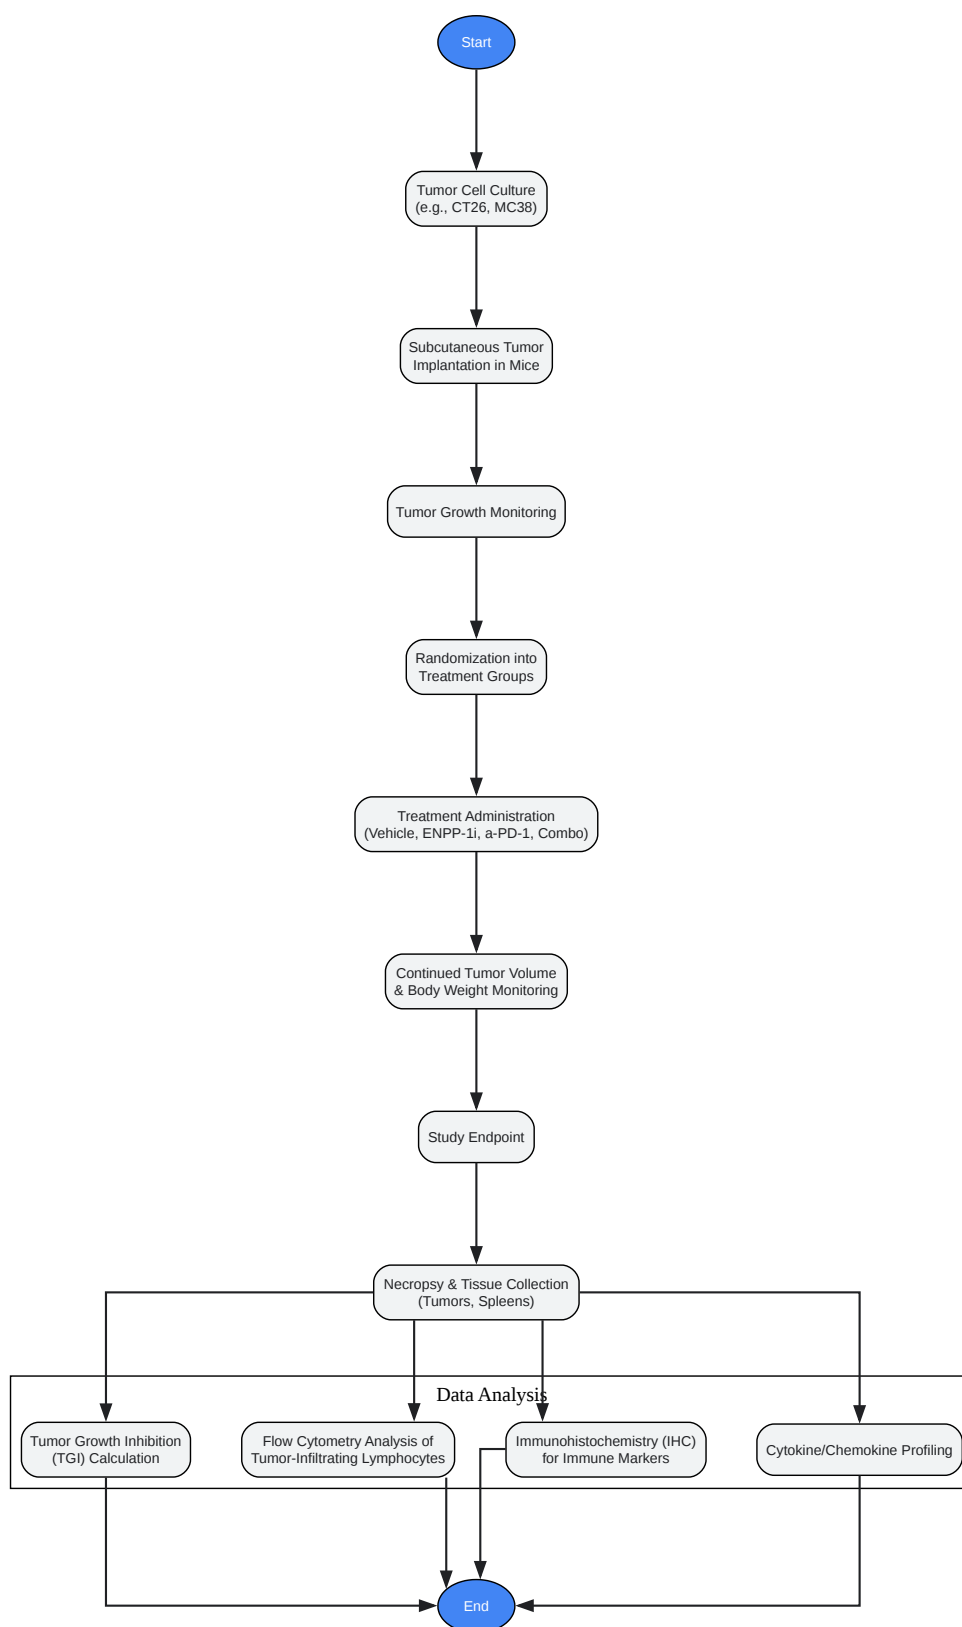 Start
Tumor Cell Culture
(e.g., CT26, MC38)
Subcutaneous Tumor
Implantation in Mice
Tumor Growth Monitoring
Randomization into
Treatment Groups
Treatment Administration
(Vehicle, ENPP-1i, a-PD-1, Combo)
Continued Tumor Volume
& Body Weight Monitoring
Study Endpoint
Necropsy & Tissue Collection
(Tumors, Spleens)
Data Analysis
Tumor Growth Inhibition
(TGI) Calculation
Flow Cytometry Analysis of
Tumor-Infiltrating Lymphocytes
Immunohistochemistry (IHC)
for Immune Markers
Cytokine/Chemokine Profiling
End